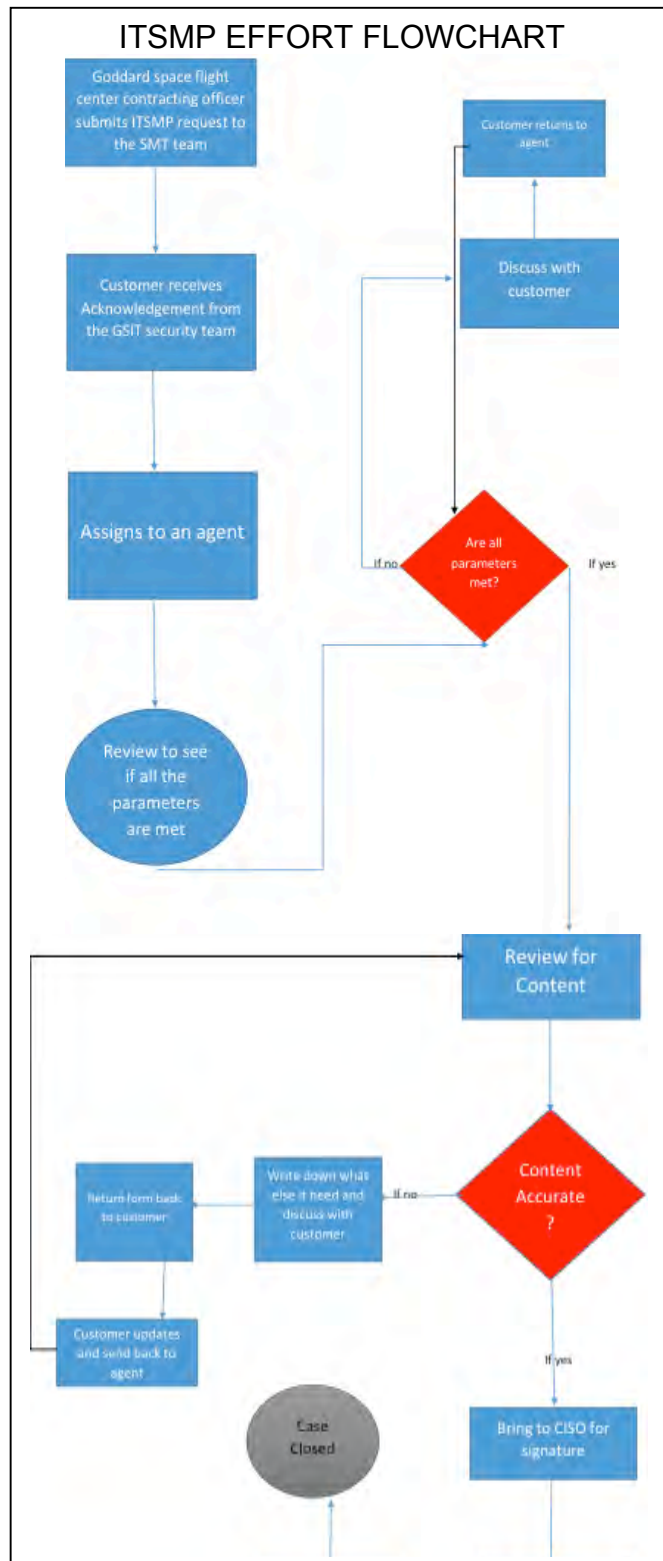 ITSMP EFFORT FLOWCHART
Goddard space flight
center contracting officer
submits ITSMP request to
the SMT team
Customer receives
Acknowledgement from
the GSIT security team
Assigns to an agent
Review to see
if all the
parameters
are met
Customer returns to
agent
Discuss with
customer
Are all
parameters
met?
If no
If yes
Review for
Content
Content
Accurate
?
If no
Write down what
else it need and
discuss with
customer
Return form back
to customer
Customer updates
and send back to
agent
If yes
Bring to CISO for
signature
Case
Closed